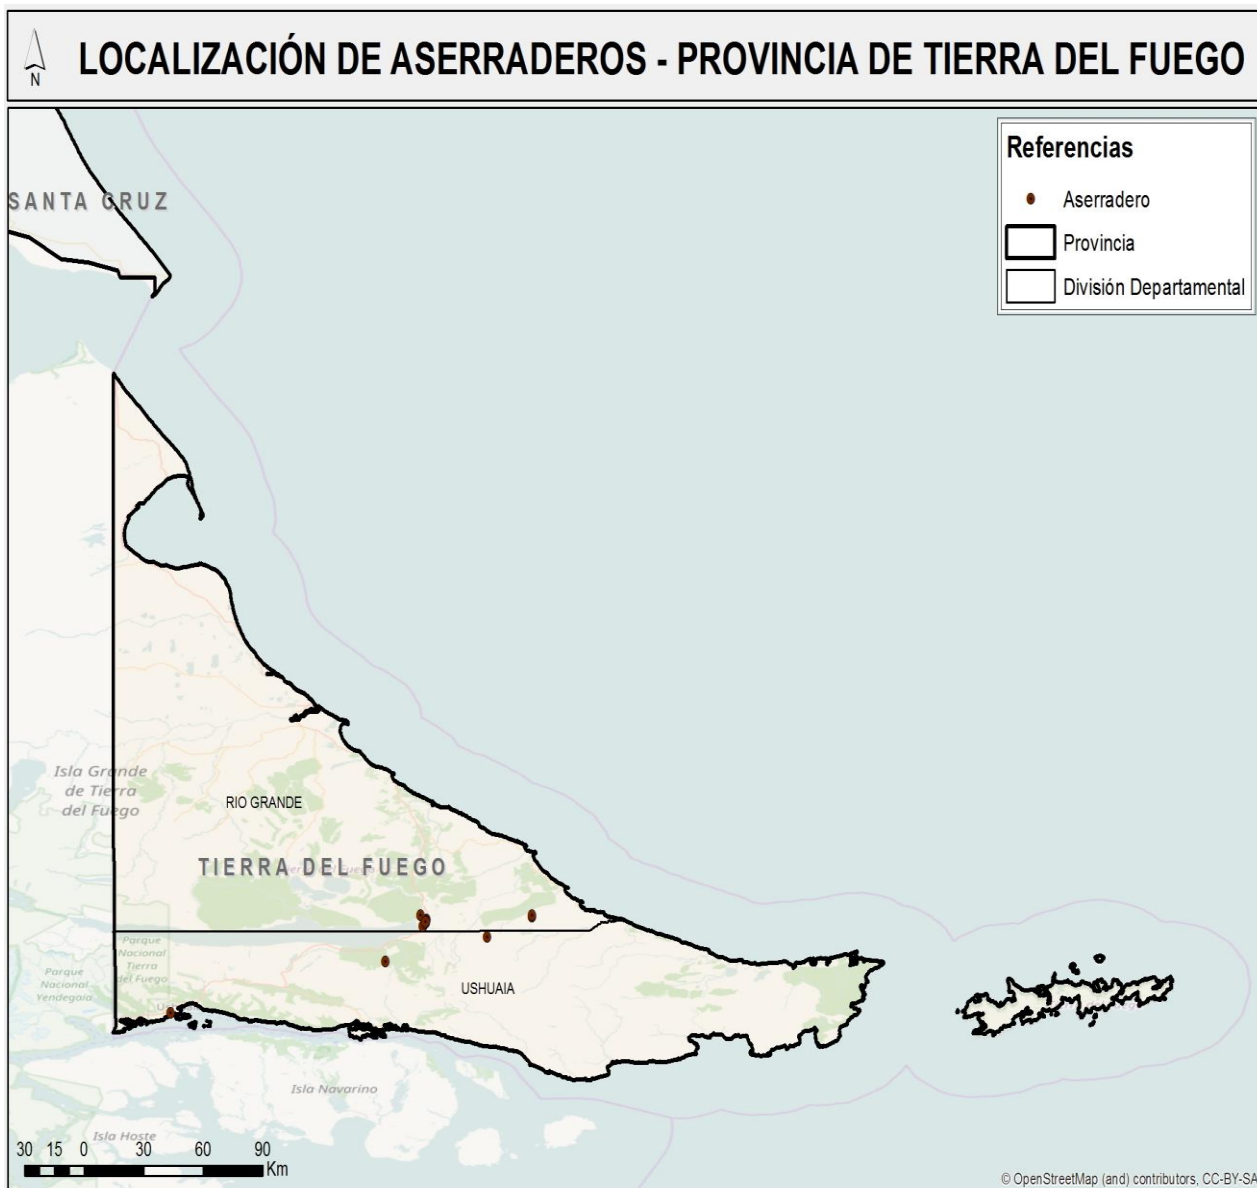 N
LOCALIZACIÓN DE ASERRADEROS - PROVINCIA DE TIERRA DEL FUEGO
Referencias
Aserradero
Provincia
División Departamental
SANTA CRUZ
Isla Grande
de Tierra
del Fuego
RIO GRANDE
TIERRA DEL FUEGO
Parque
Nacional
Tierra
del Fuego
Parque
Nacional
Yendegaia
USHUAIA
Isla Navarino
Isla Hoste
30 15 0 30 60 90
Km
© OpenStreetMap (and) contributors, CC-BY-SA